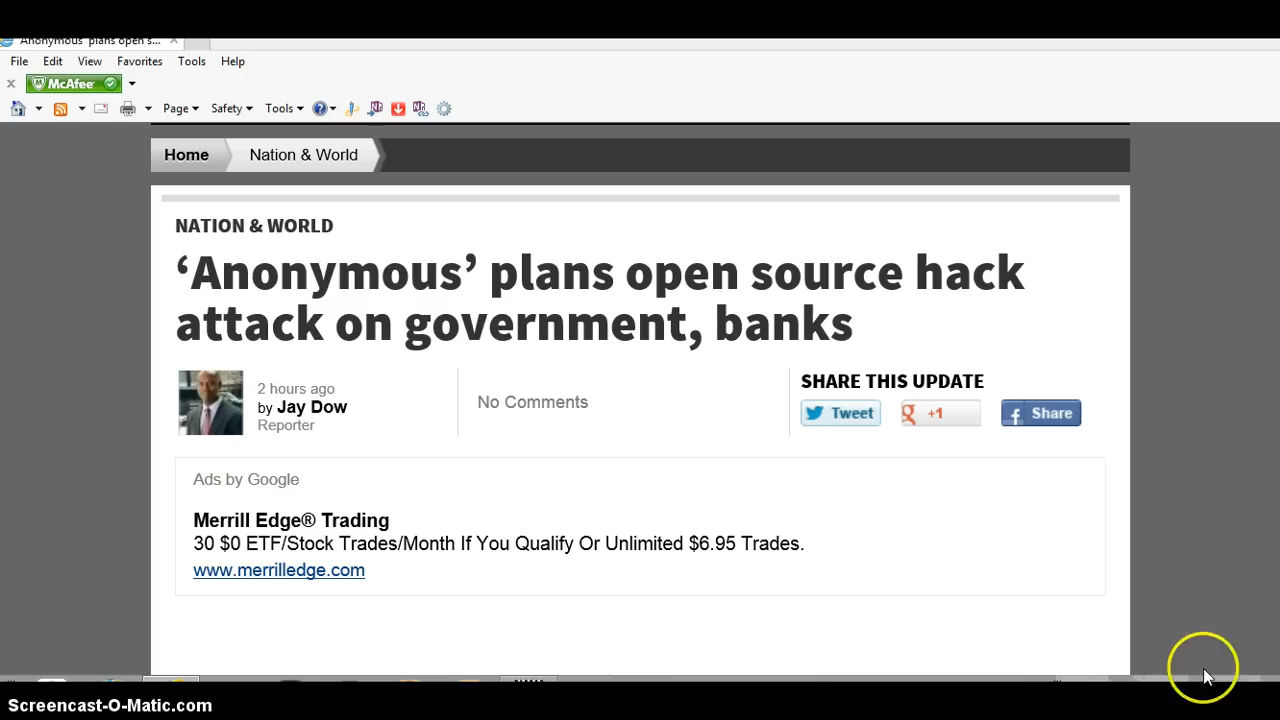 'Anonymous' plans open s...
File Edit View Favorites Tools Help
McAfee
Page Safety Tools
Home Nation & World
NATION & WORLD
‘Anonymous’ plans open source hack
attack on government, banks
2 hours ago
by Jay Dow
Reporter
No Comments
SHARE THIS UPDATE
Tweet +1 Share
Ads by Google
Merrill Edge® Trading
30 $0 ETF/Stock Trades/Month If You Qualify Or Unlimited $6.95 Trades.
www.merrilledge.com
Screencast-O-Matic.com